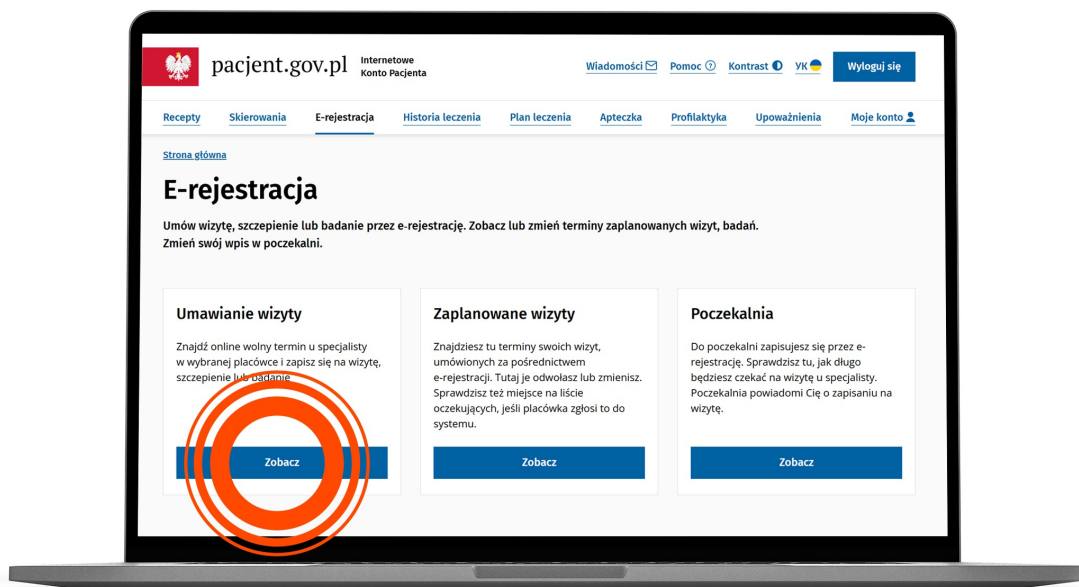 pacjent.gov.pl
Internetowe
Konto Pacjenta
Wiadomości
Pomoc
Kontrast
УК
Wyloguj się
Recepty
Skierowania
E-rejestracja
Historia leczenia
Plan leczenia
Apteczka
Profilaktyka
Upoważnienia
Moje konto
Strona główna
E-rejestracja
Umów wizytę, szczepienie lub badanie przez e-rejestrację. Zobacz lub zmień terminy zaplanowanych wizyt, badań.
Zmień swój wpis w poczekalni.
Umawianie wizyty
Znajdź online wolny termin u specjalisty
w wybranej placówce i zapisz się na wizytę,
szczepienie lub badanie
Zobacz
Zaplanowane wizyty
Znajdziesz tu terminy swoich wizyt,
umówionych za pośrednictwem
e-rejestracji. Tutaj je odwołasz lub zmienisz.
Sprawdzisz też miejsce na liście
oczekujących, jeśli placówka zgłosi to do
systemu.
Zobacz
Poczekalnia
Do poczekalni zapisujesz się przez e-
rejestrację. Sprawdzisz tu, jak długo
będziesz czekać na wizytę u specjalisty.
Poczekalnia powiadomi Cię o zapisaniu na
wizytę.
Zobacz